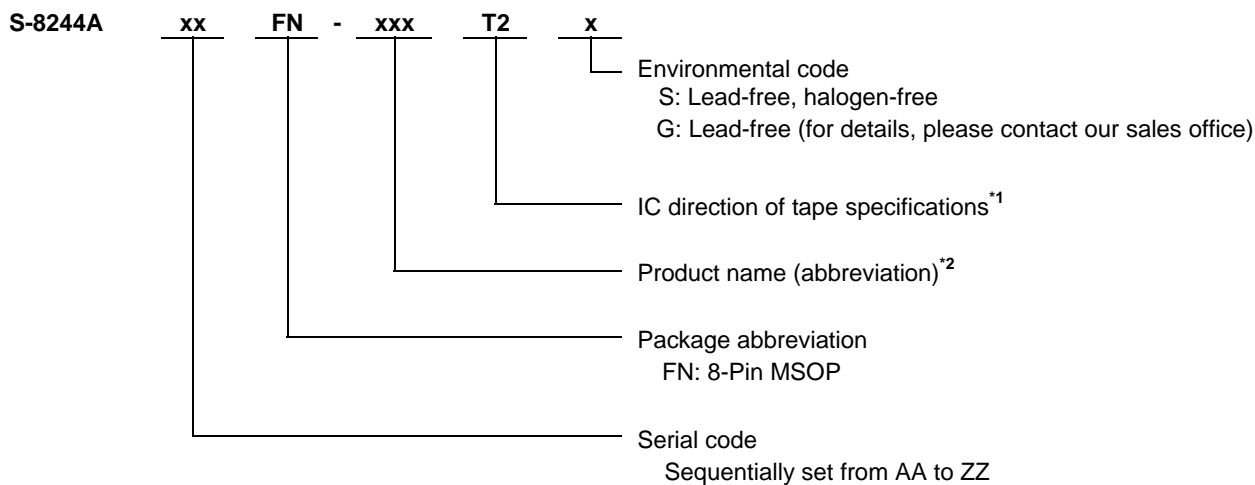 S-8244A xx FN - xxx T2 x
Environmental code
S: Lead-free, halogen-free
G: Lead-free (for details, please contact our sales office)
IC direction of tape specifications*1
Product name (abbreviation)*2
Package abbreviation
FN: 8-Pin MSOP
Serial code
Sequentially set from AA to ZZ